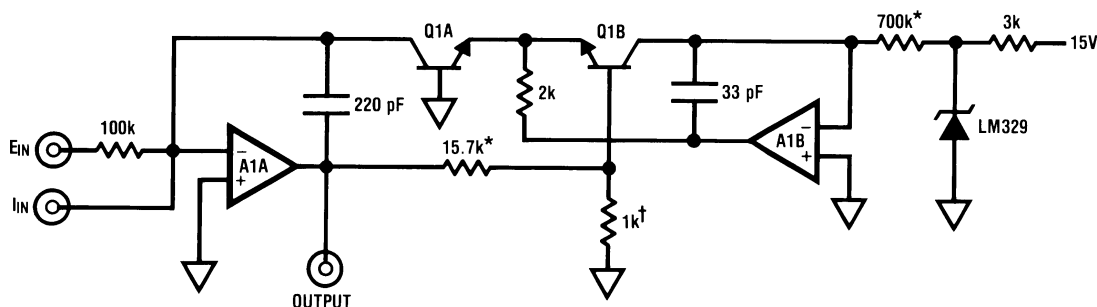 Q1A
Q1B
700k*
3k
15V
220 pF
2k
33 pF
LM329
100k
EIN
−
A1A
+
15.7k*
−
A1B
+
IIN
1k†
OUTPUT